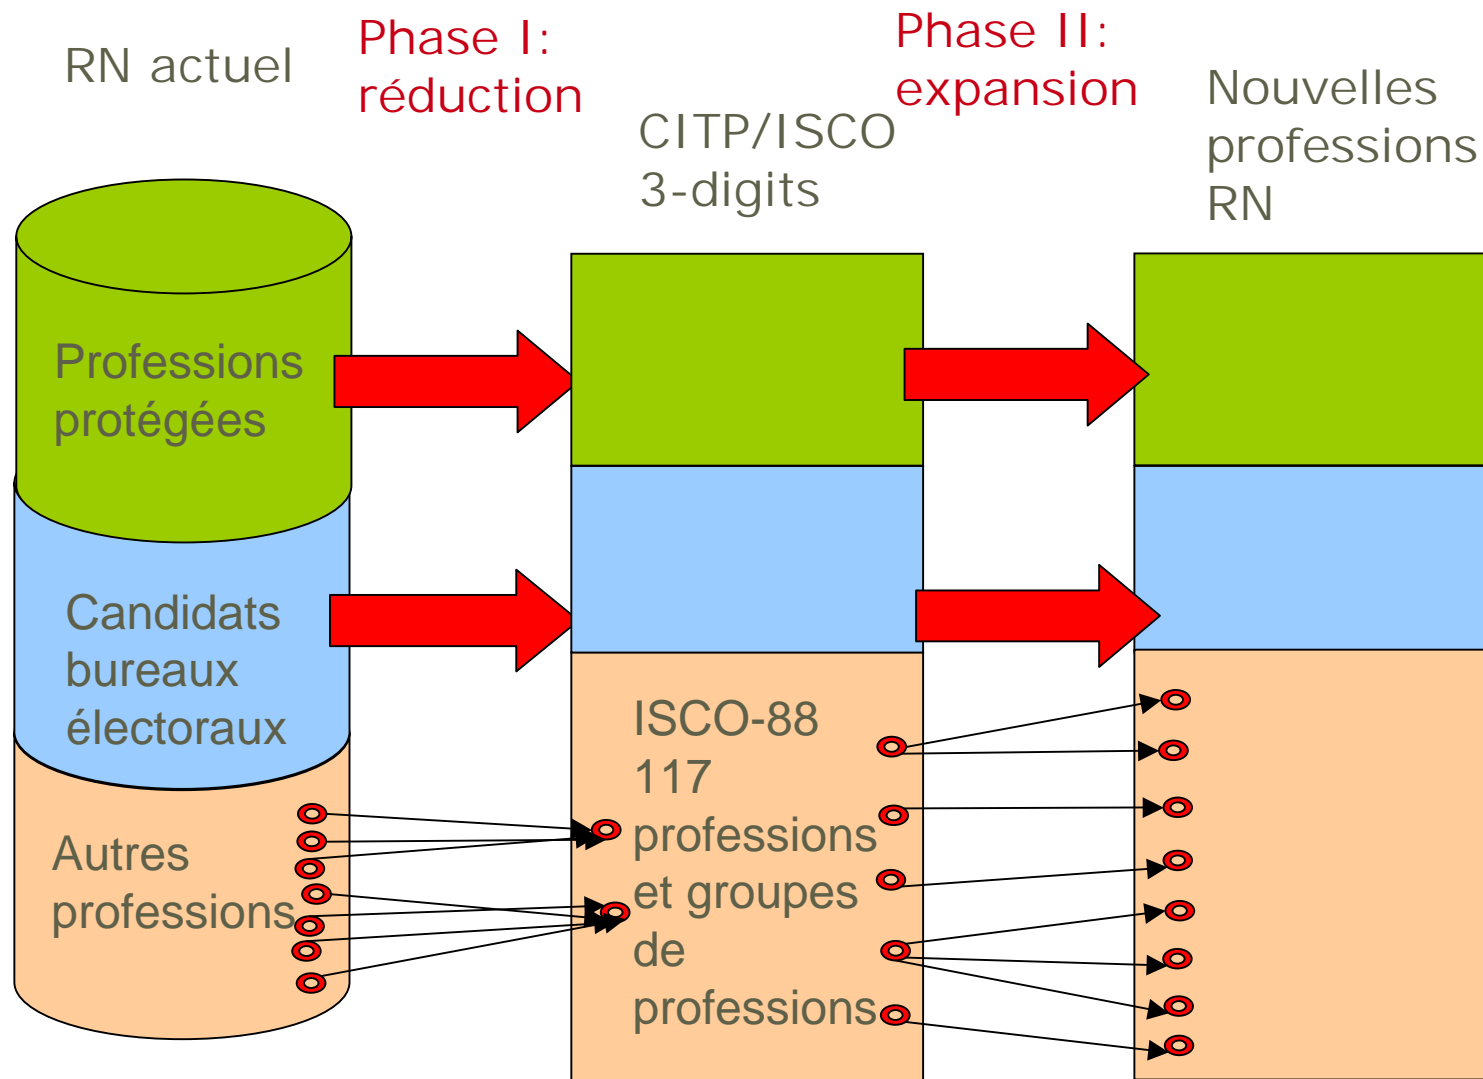 RN actuel
Phase I:
réduction
CITP/ISCO
3-digits
Phase II:
expansion
Nouvelles
professions
RN
Professions
protégées
Candidats
bureaux
électoraux
Autres
professions
ISCO-88
117
professions
et groupes
de
professions